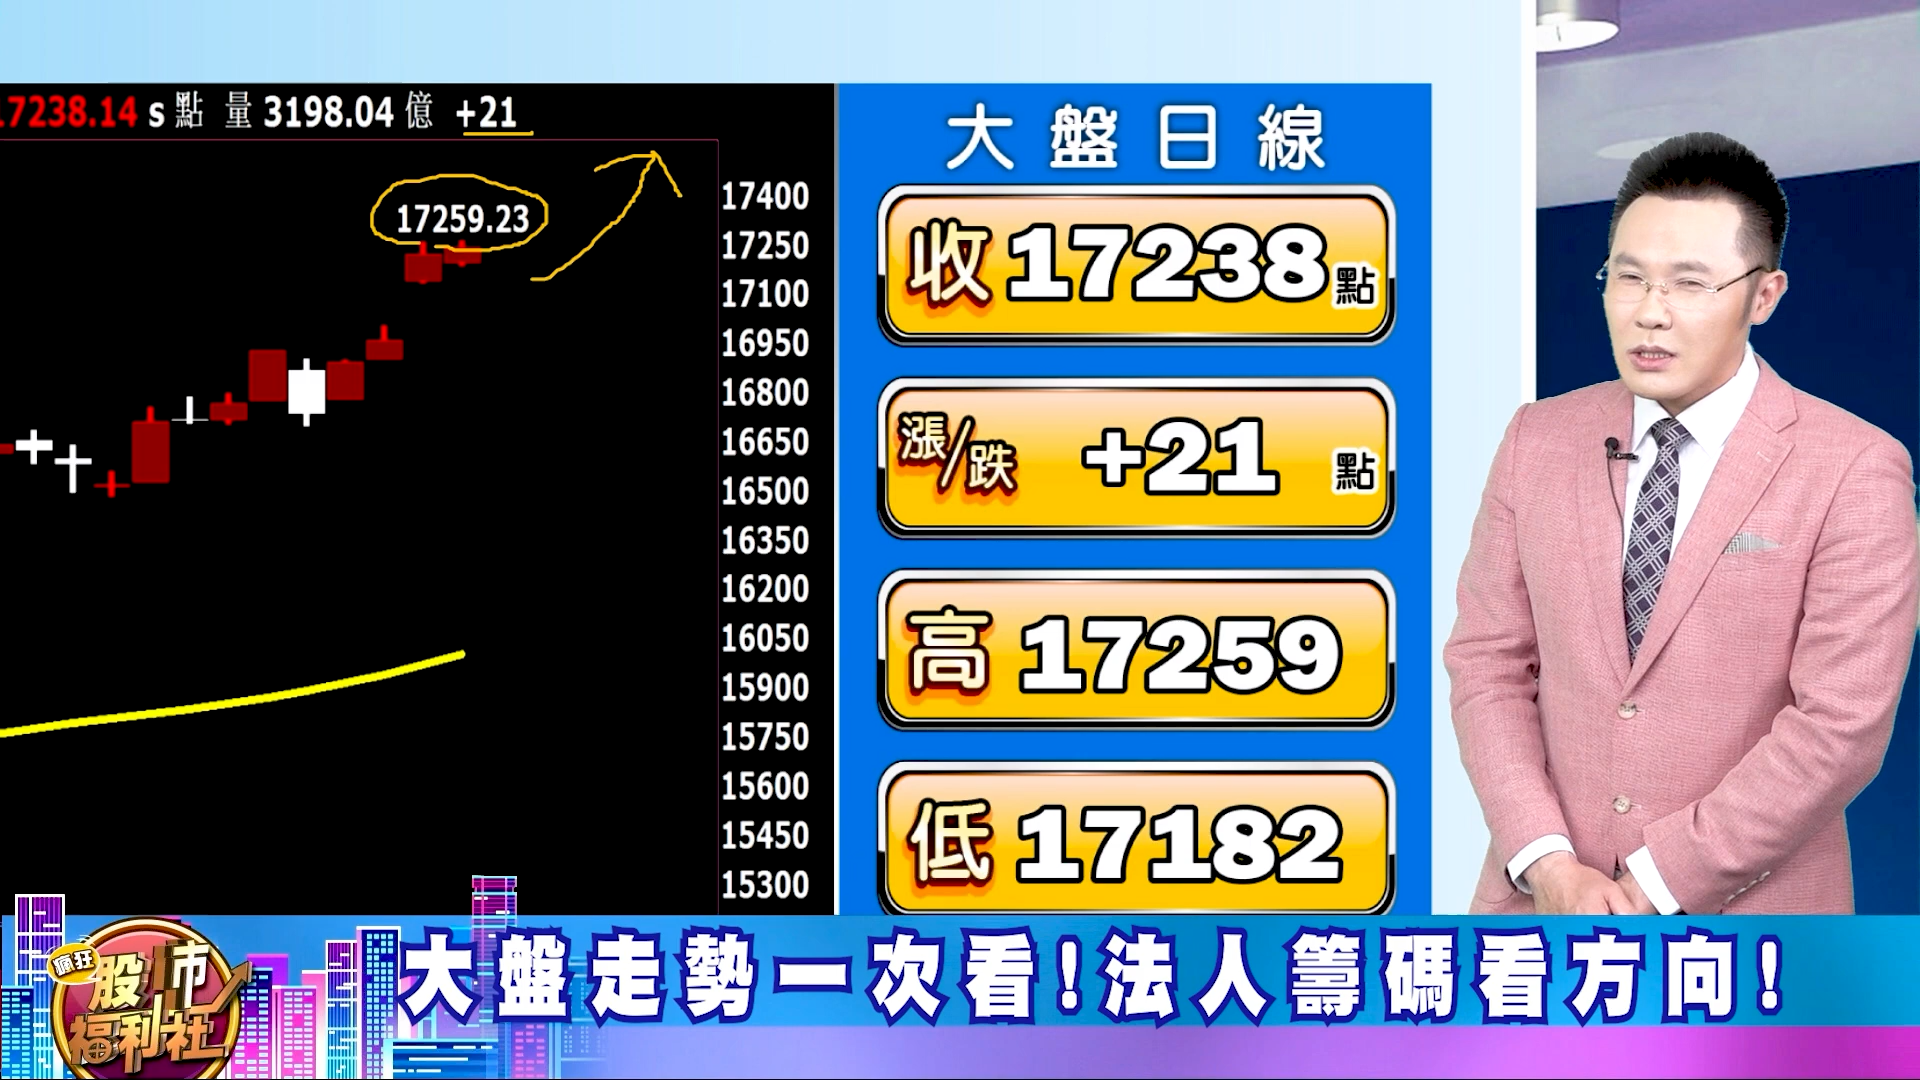 17238.14 s 點 量 3198.04 億 +21
17259.23
17400
17250
17100
16950
16800
16650
16500
16350
16200
16050
15900
15750
15600
15450
15300
大盤日線
收 17238 點
漲/跌 +21 點
高 17259
低 17182
瘋狂
股市
福利社
大盤走勢一次看!法人籌碼看方向!